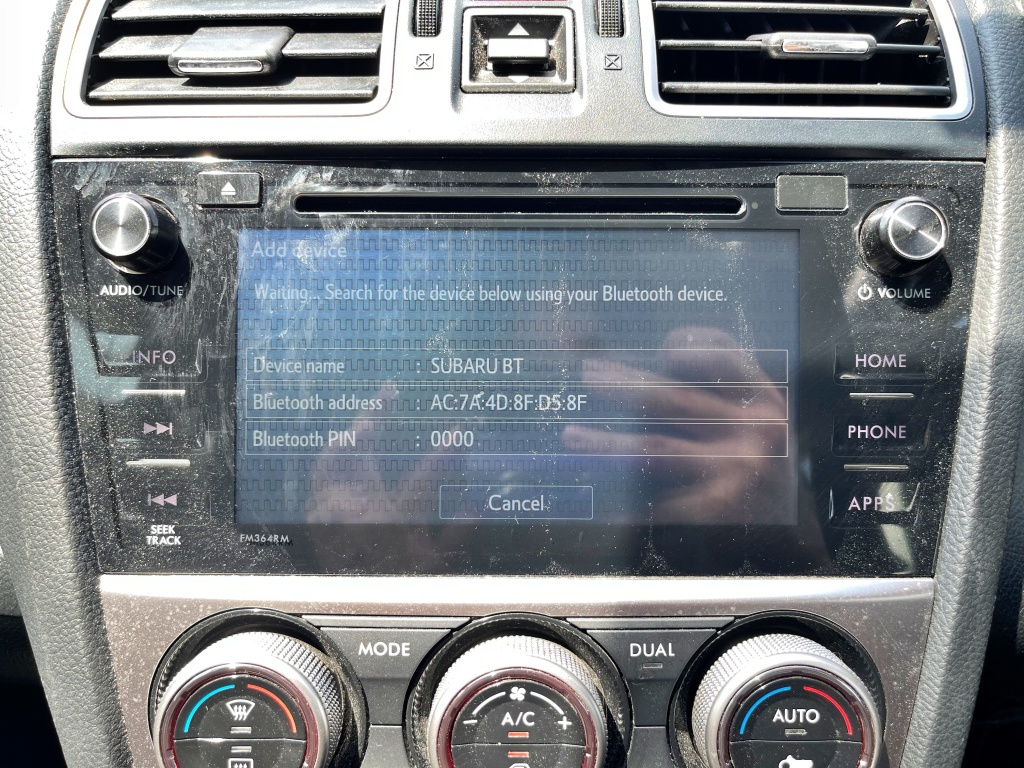 Add device
Waiting... Search for the device below using your Bluetooth device.
AUDIO/TUNE
VOLUME
INFO
Device name : SUBARU BT
HOME
Bluetooth address : AC:7A:4D:8F:D5:8F
Bluetooth PIN : 0000
PHONE
Cancel
APPS
SEEK
TRACK
FM364RM
MODE
DUAL
- A/C +
AUTO